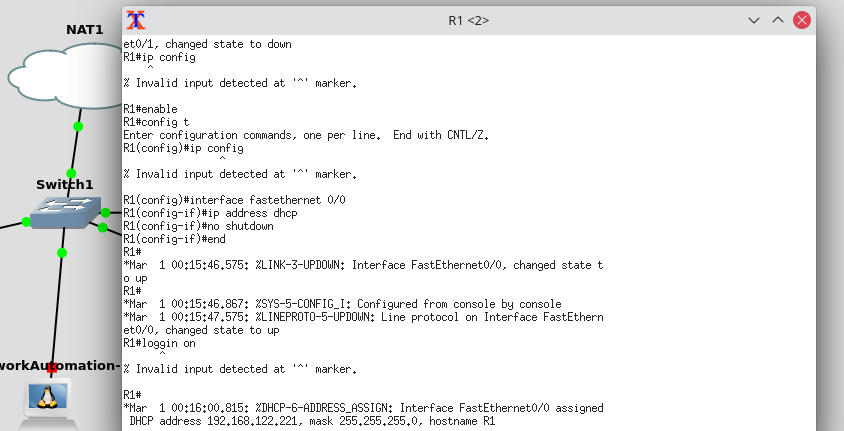 NAT1
Switch1
workAutomation-
R1 <2>
et0/1, changed state to down
R1#ip config
^
% Invalid input detected at '^' marker.
R1#enable
R1#config t
Enter configuration commands, one per line.  End with CNTL/Z.
R1(config)#ip config
^
% Invalid input detected at '^' marker.
R1(config)#interface fastethernet 0/0
R1(config-if)#ip address dhcp
R1(config-if)#no shutdown
R1(config-if)#end
R1#
*Mar  1 00:15:46.575: %LINK-3-UPDOWN: Interface FastEthernet0/0, changed state t
o up
R1#
*Mar  1 00:15:46.867: %SYS-5-CONFIG_I: Configured from console by console
*Mar  1 00:15:47.575: %LINEPROTO-5-UPDOWN: Line protocol on Interface FastEthern
et0/0, changed state to up
R1#loggin on
^
% Invalid input detected at '^' marker.
R1#
*Mar  1 00:16:00.815: %DHCP-6-ADDRESS_ASSIGN: Interface FastEthernet0/0 assigned
DHCP address 192.168.122.221, mask 255.255.255.0, hostname R1